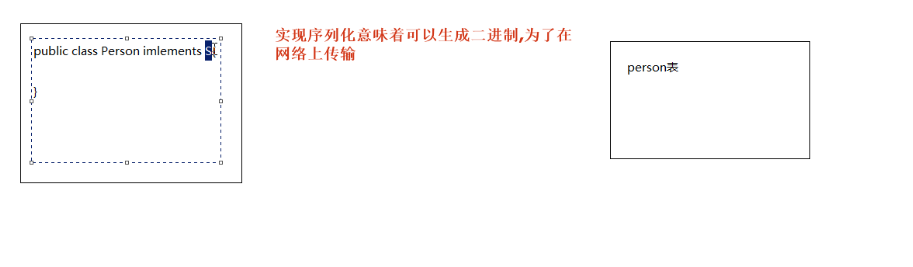 public class Person imlements Si
}
实现序列化意味着可以生成二进制,为了在
网络上传输
person表